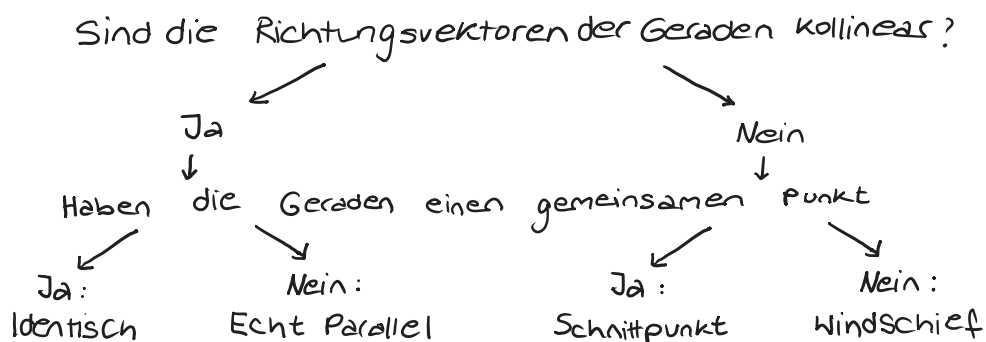 Sind die Richtungsvektoren der Geraden kollinear?
Ja Nein
Haben die Geraden einen gemeinsamen Punkt
Ja: Nein: Ja: Nein:
Identisch Echt Parallel Schnittpunkt Windschief